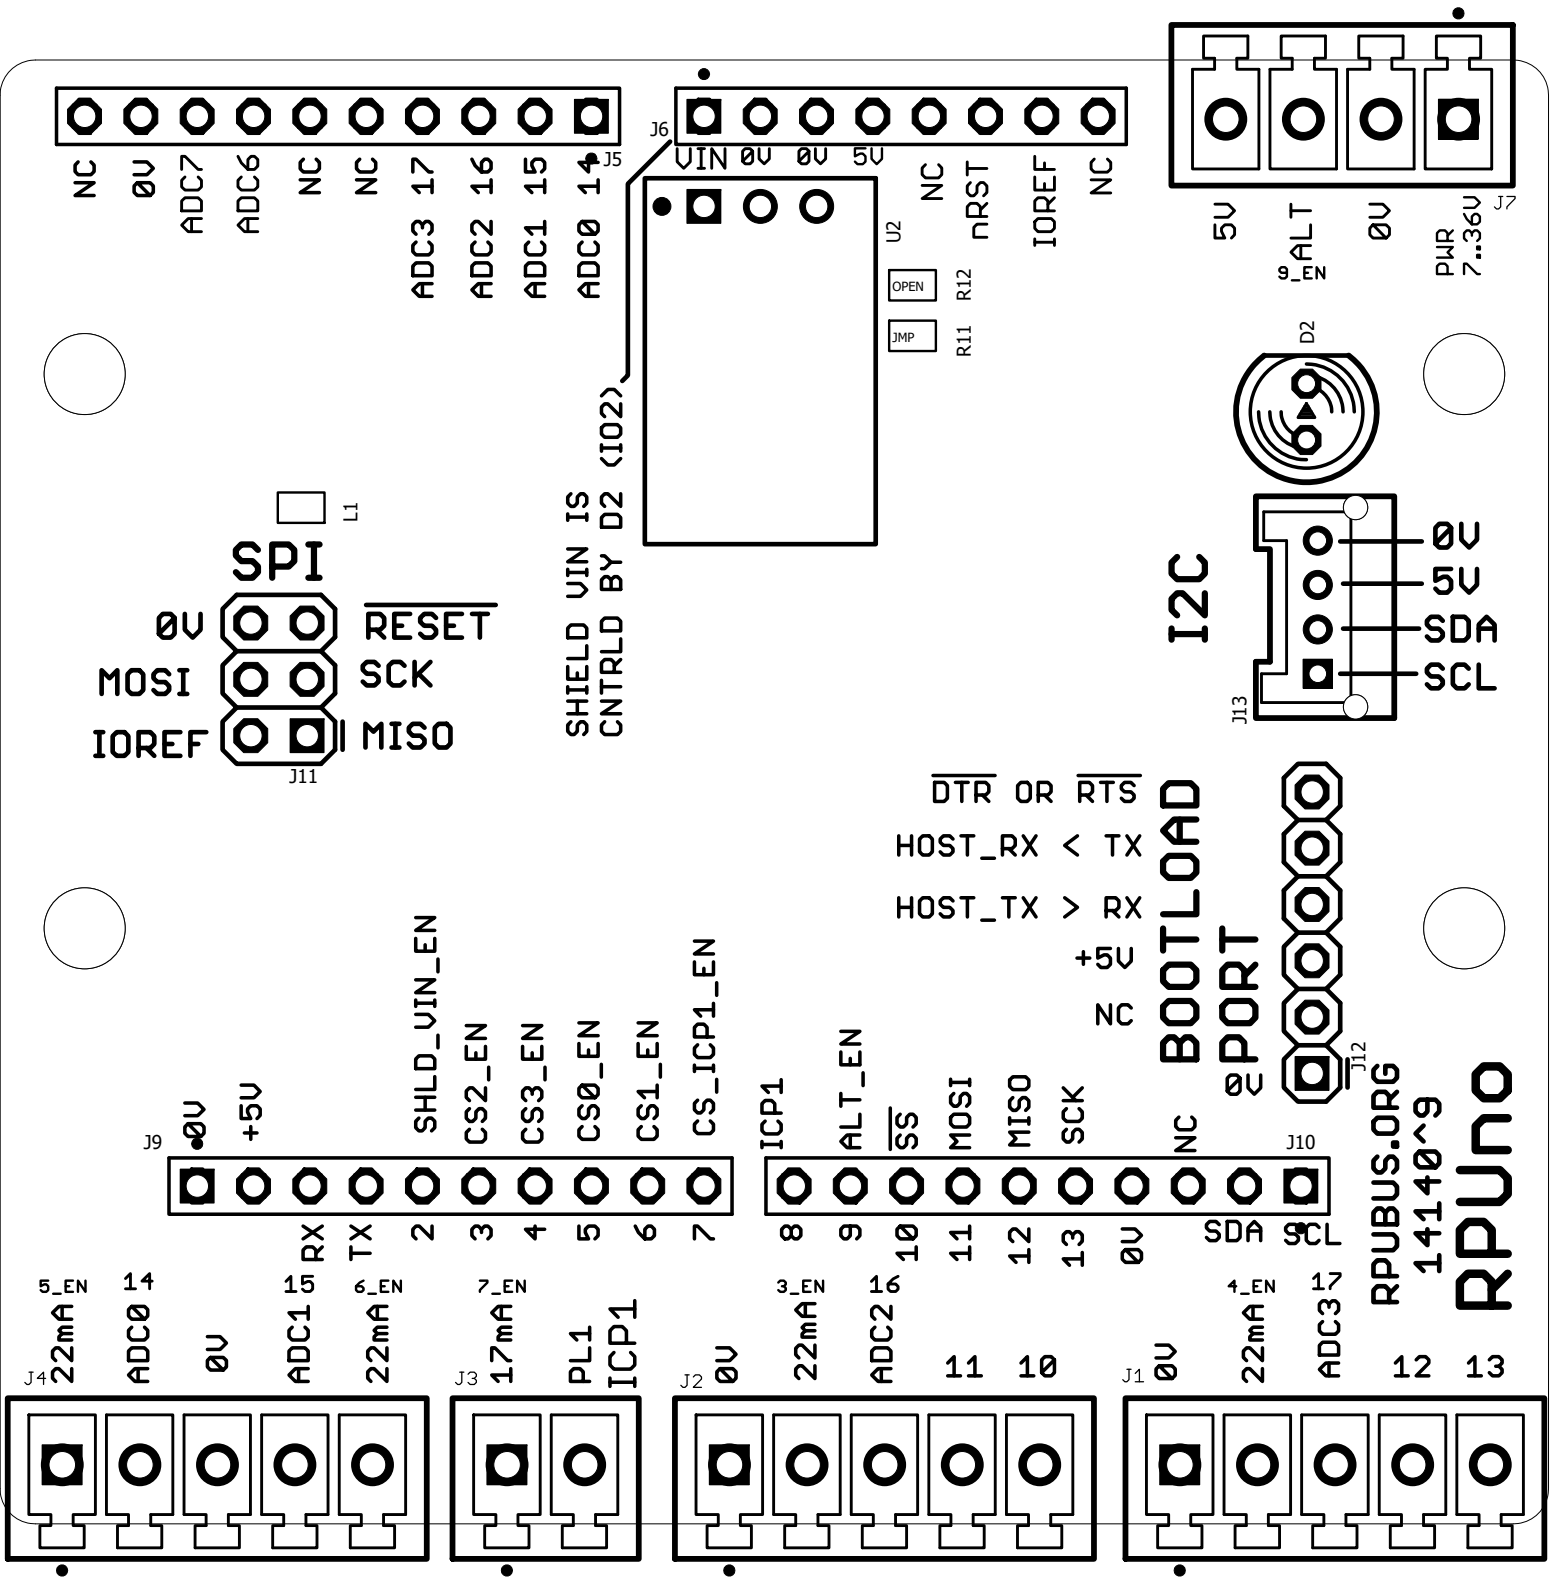 J6
J5
NC
0V
ADC7
ADC6
NC
NC
ADC3 17
ADC2 16
ADC1 15
ADC0 14
VIN
0V
0V
5V
NC
nRST
IOREF
NC
J7
5V
ALT
9_EN
0V
PWR
7..36V
U2
OPEN
R12
JMP
R11
D2
SHIELD VIN IS
CNTRLD BY D2 (IO2)
L1
SPI
0V
RESET
MOSI
SCK
IOREF
MISO
J11
I2C
0V
5V
SDA
SCL
J13
DTR OR RTS
HOST_RX < TX
HOST_TX > RX
+5V
NC
0V
BOOTLOAD
PORT
J12
J9
0V
+5V
SHLD_VIN_EN
CS2_EN
CS3_EN
CS0_EN
CS1_EN
CS_ICP1_EN
ICP1
ALT_EN
SS
MOSI
MISO
SCK
NC
J10
RX
TX
2
3
4
5
6
7
8
9
10
11
12
13
0V
SDA
SCL
RPUBUS.ORG
14140^9
RPUno
J4
5_EN
22mA
14
ADC0
0V
15
ADC1
6_EN
22mA
J3
7_EN
17mA
PL1
ICP1
J2
0V
3_EN
22mA
16
ADC2
11
10
J1
0V
4_EN
22mA
17
ADC3
12
13